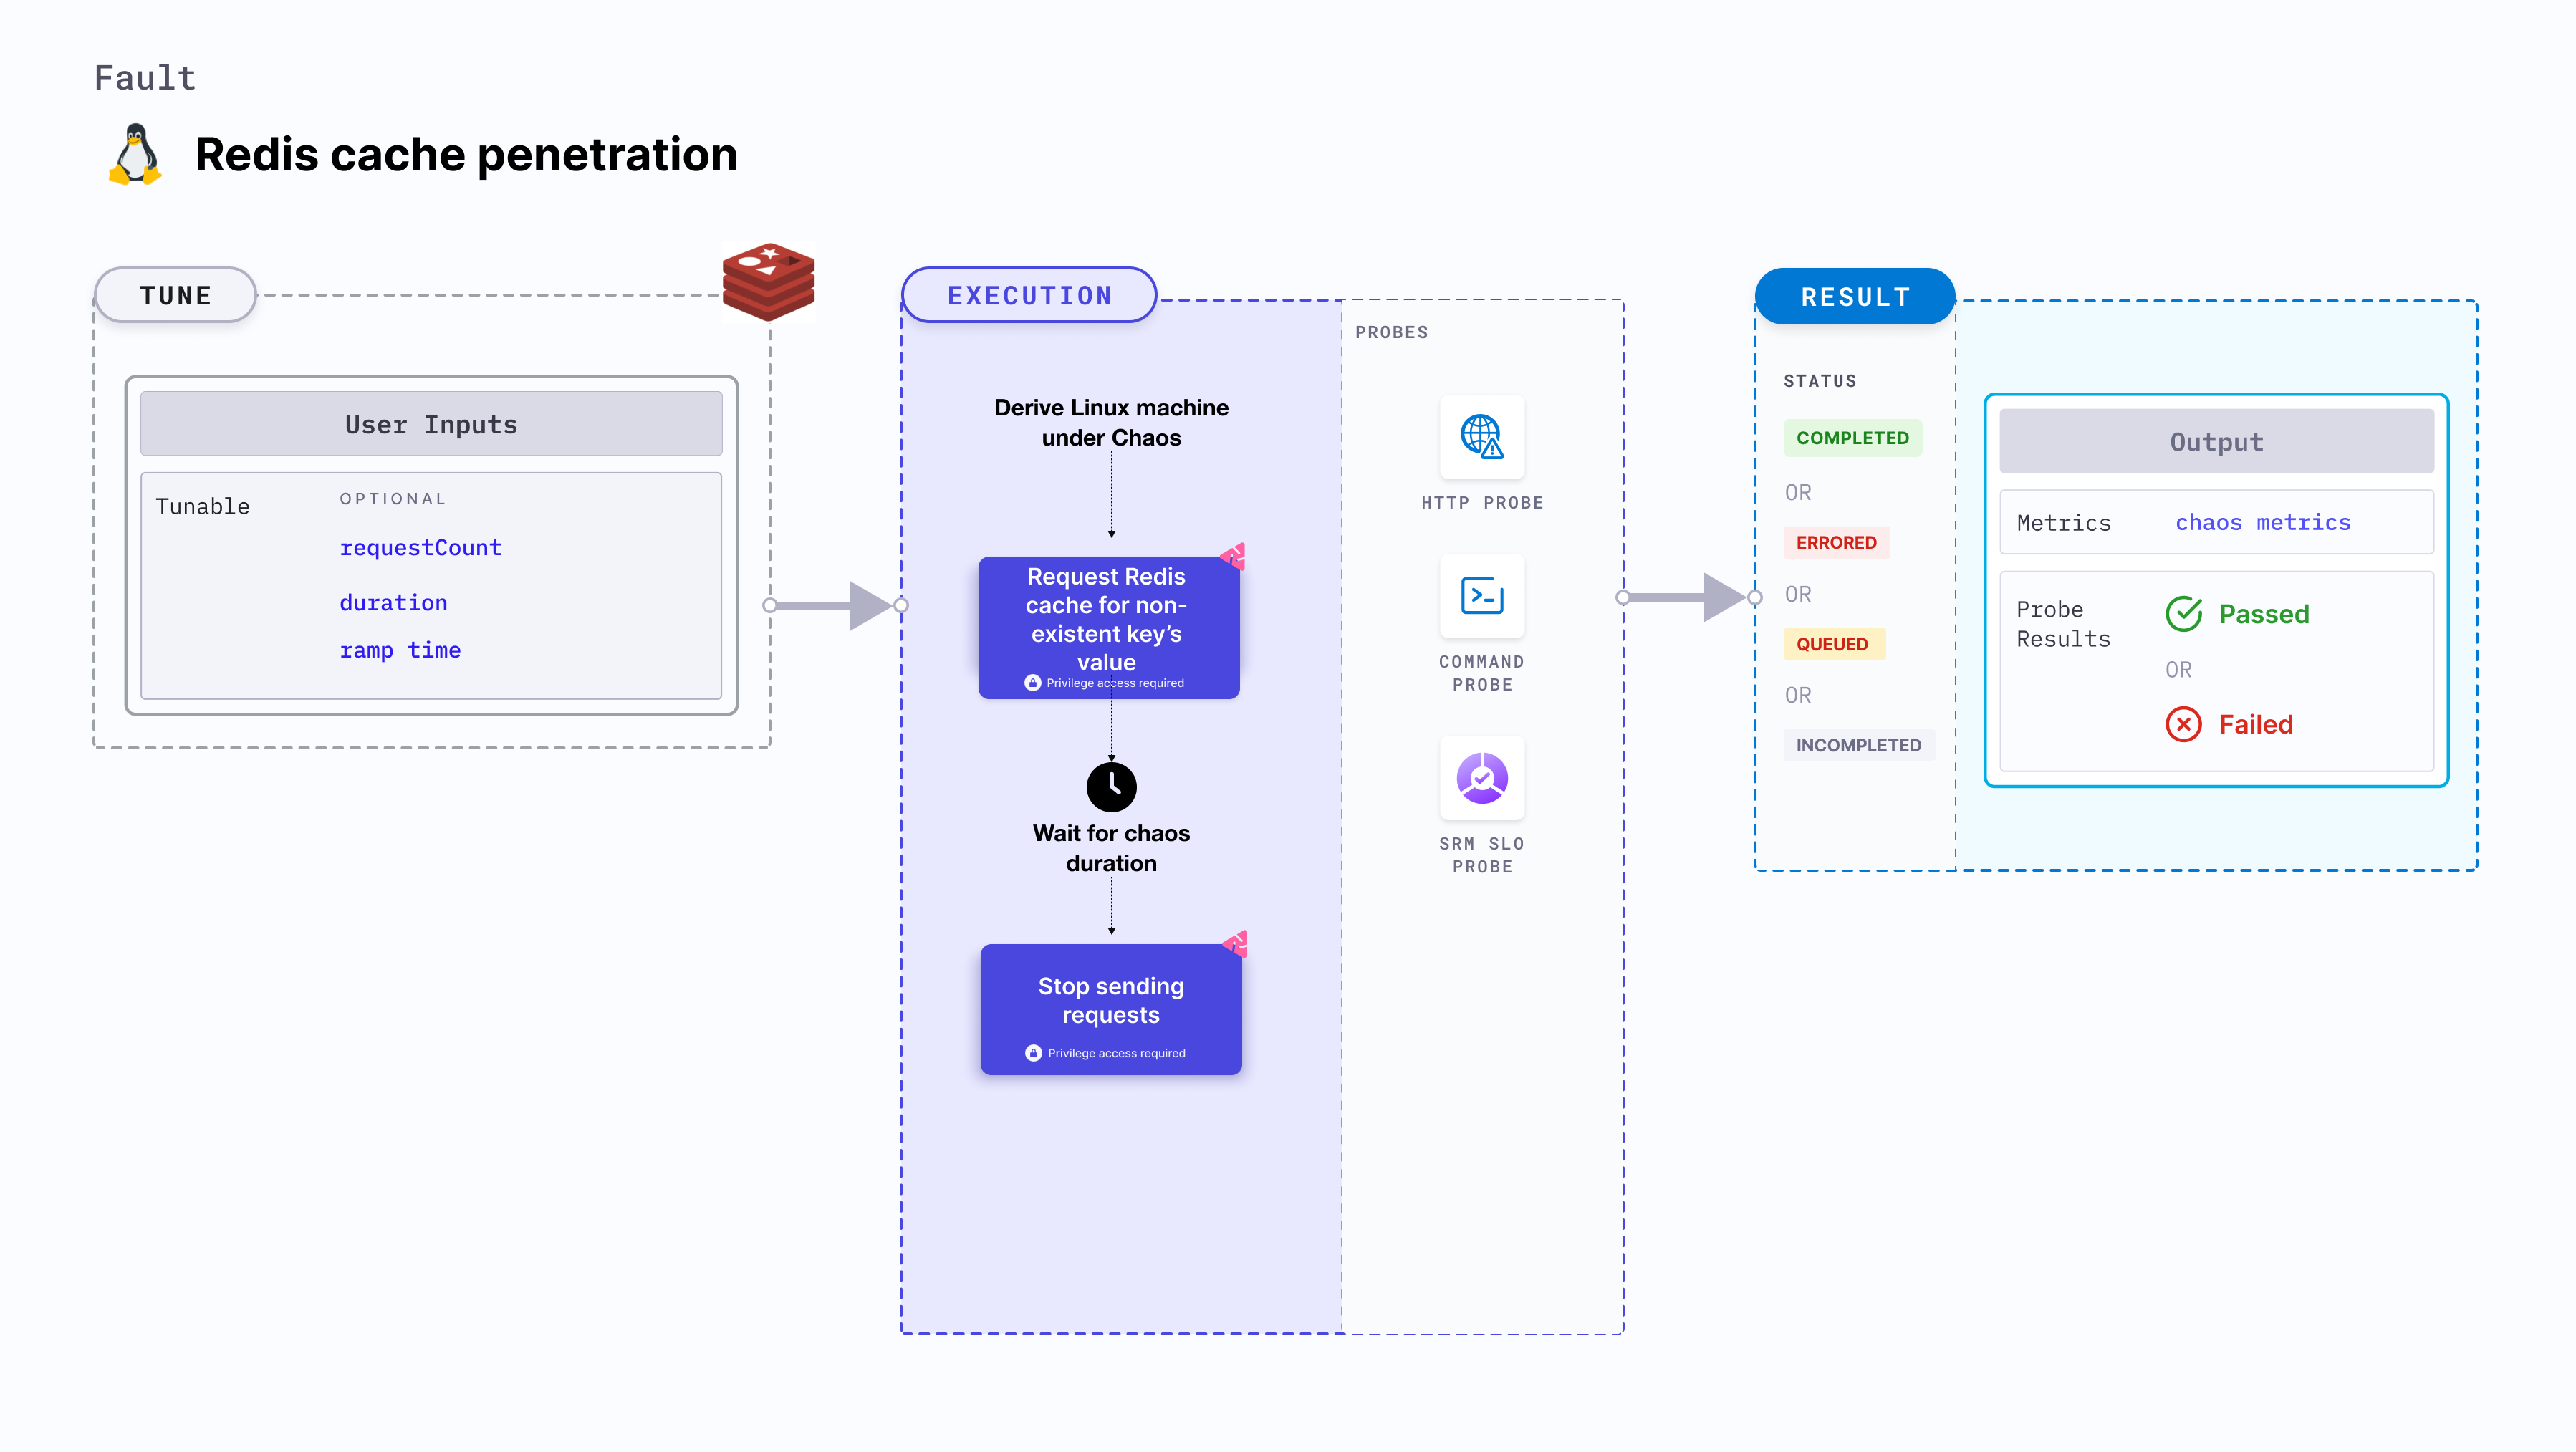 Fault
Redis cache penetration
TUNE
User Inputs
Tunable
OPTIONAL
requestCount
duration
ramp time
EXECUTION
Derive Linux machine
under Chaos
Request Redis
cache for non-
existent key’s
value
Privilege access required
Wait for chaos
duration
Stop sending
requests
Privilege access required
PROBES
HTTP PROBE
COMMAND
PROBE
SRM SLO
PROBE
RESULT
STATUS
COMPLETED
OR
ERRORED
OR
QUEUED
OR
INCOMPLETED
Output
Metrics
chaos metrics
Probe
Results
Passed
OR
Failed